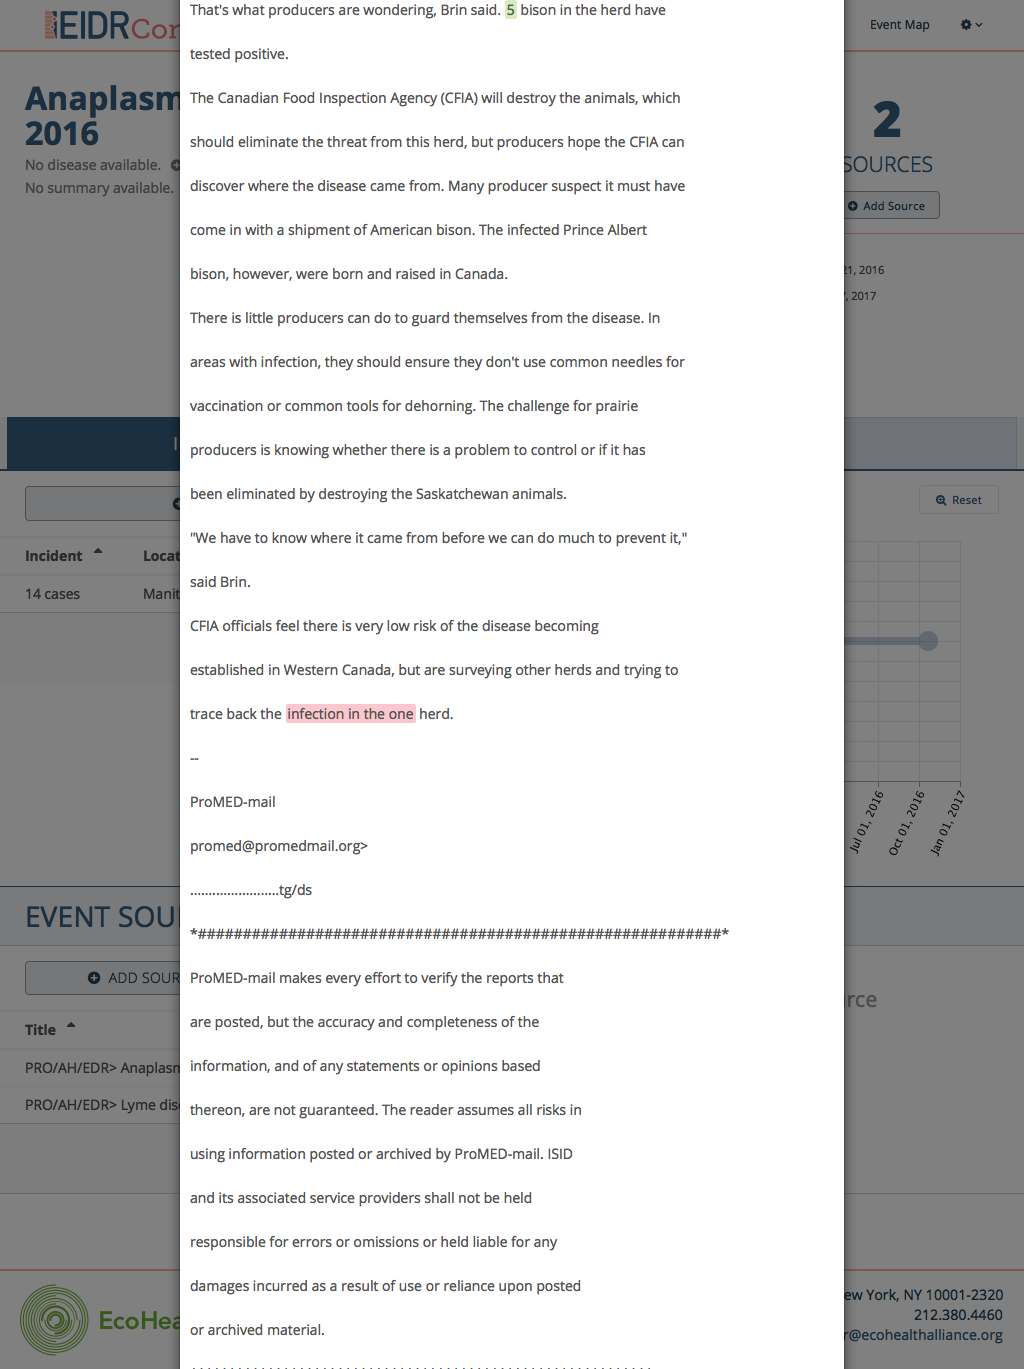 EIDRCon
Event Map
Anaplasm
2016
No disease available.
No summary available.
2
SOURCES
Add Source
21, 2016
, 2017
That's what producers are wondering, Brin said. 5 bison in the herd have
tested positive.
The Canadian Food Inspection Agency (CFIA) will destroy the animals, which
should eliminate the threat from this herd, but producers hope the CFIA can
discover where the disease came from. Many producer suspect it must have
come in with a shipment of American bison. The infected Prince Albert
bison, however, were born and raised in Canada.
There is little producers can do to guard themselves from the disease. In
areas with infection, they should ensure they don't use common needles for
vaccination or common tools for dehorning. The challenge for prairie
producers is knowing whether there is a problem to control or if it has
been eliminated by destroying the Saskatchewan animals.
"We have to know where it came from before we can do much to prevent it,"
said Brin.
CFIA officials feel there is very low risk of the disease becoming
established in Western Canada, but are surveying other herds and trying to
trace back the infection in the one herd.
--
ProMED-mail
promed@promedmail.org>
........................tg/ds
*##########################################################*
ProMED-mail makes every effort to verify the reports that
are posted, but the accuracy and completeness of the
information, and of any statements or opinions based
thereon, are not guaranteed. The reader assumes all risks in
using information posted or archived by ProMED-mail. ISID
and its associated service providers shall not be held
responsible for errors or omissions or held liable for any
damages incurred as a result of use or reliance upon posted
or archived material.
Reset
Incident Locat
14 cases Manit
Jul 01, 2016
Oct 01, 2016
Jan 01, 2017
EVENT SOU
ADD SOUR
rce
Title
PRO/AH/EDR> Anaplasn
PRO/AH/EDR> Lyme dis
EcoHea
ew York, NY 10001-2320
212.380.4460
r@ecohealthalliance.org